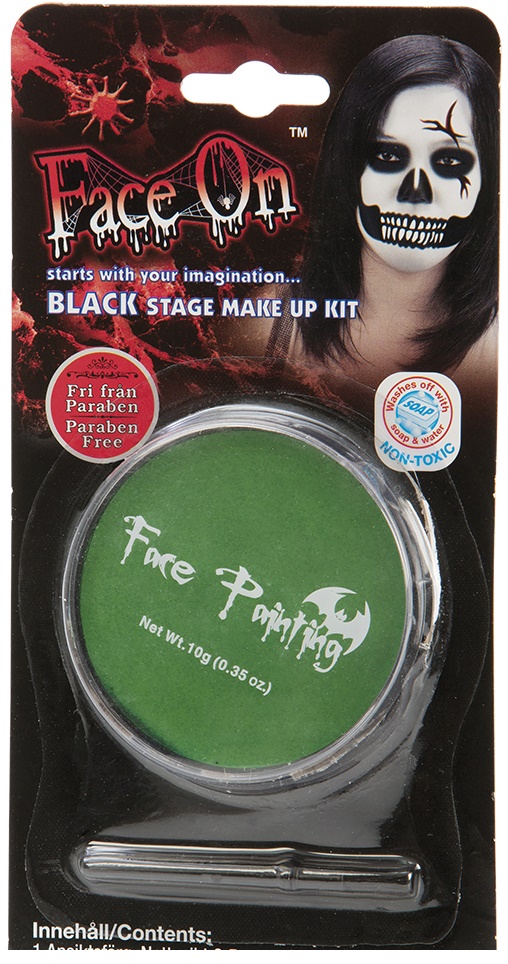 TM
Face On
starts with your imagination...
BLACK STAGE MAKE UP KIT
Fri från
Paraben
Paraben
Free
Washes off with
SOAP
soap & water
NON-TOXIC
Face Painting
Net Wt.10g (0.35 oz.)
Innehåll/Contents: